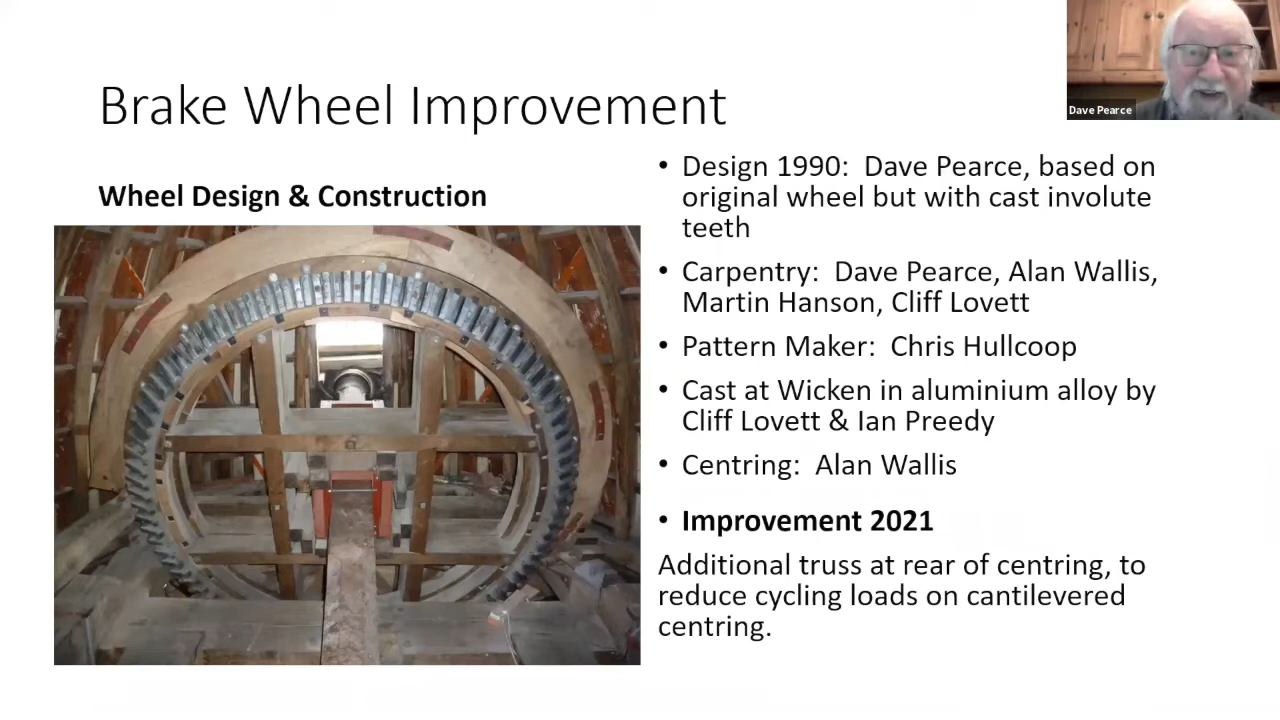 Brake Wheel Improvement
Dave Pearce
Wheel Design & Construction
• Design 1990:  Dave Pearce, based on
original wheel but with cast involute
teeth
• Carpentry:  Dave Pearce, Alan Wallis,
Martin Hanson, Cliff Lovett
• Pattern Maker:  Chris Hullcoop
• Cast at Wicken in aluminium alloy by
Cliff Lovett & Ian Preedy
• Centring:  Alan Wallis
• Improvement 2021
Additional truss at rear of centring, to
reduce cycling loads on cantilevered
centring.